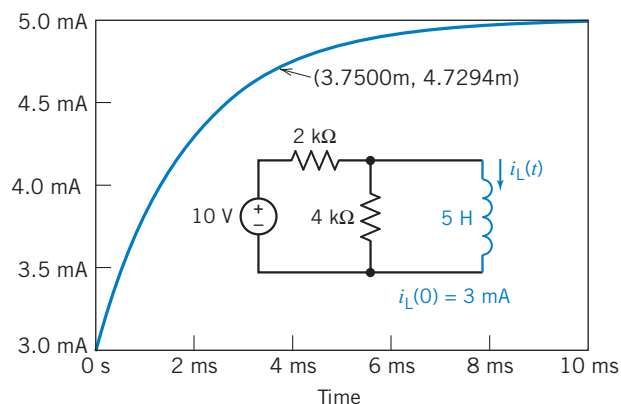 5.0 mA
(3.7500m, 4.7294m)
4.5 mA
2 kΩ
iL(t)
4.0 mA
10 V
+
−
4 kΩ
5 H
3.5 mA
iL(0) = 3 mA
3.0 mA
0 s
2 ms
4 ms
6 ms
8 ms
10 ms
Time